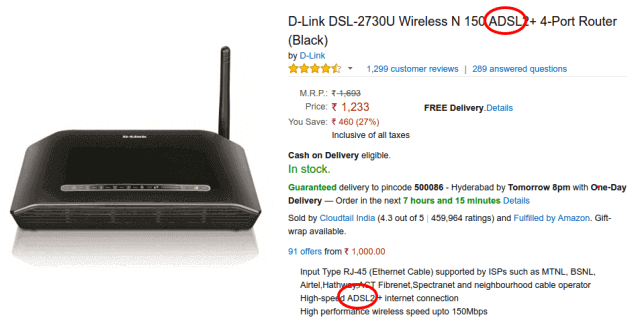 D-Link DSL-2730U Wireless N 150 ADSL2+ 4-Port Router
(Black)
by D-Link
1,299 customer reviews | 289 answered questions
M.R.P.: ₹ 1,693
Price: ₹ 1,233 FREE Delivery.Details
You Save: ₹ 460 (27%)
Inclusive of all taxes
Cash on Delivery eligible.
In stock.
Guaranteed delivery to pincode 500086 - Hyderabad by Tomorrow 8pm with One-Day
Delivery — Order in the next 7 hours and 15 minutes Details
Sold by Cloudtail India (4.3 out of 5 | 459,964 ratings) and Fulfilled by Amazon. Gift-
wrap available.
91 offers from ₹ 1,000.00
Input Type RJ-45 (Ethernet Cable) supported by ISPs such as MTNL, BSNL,
Airtel,Hathway,ACT Fibrenet,Spectranet and neighbourhood cable operator
High-speed ADSL2+ internet connection
High performance wireless speed upto 150Mbps
D-Link